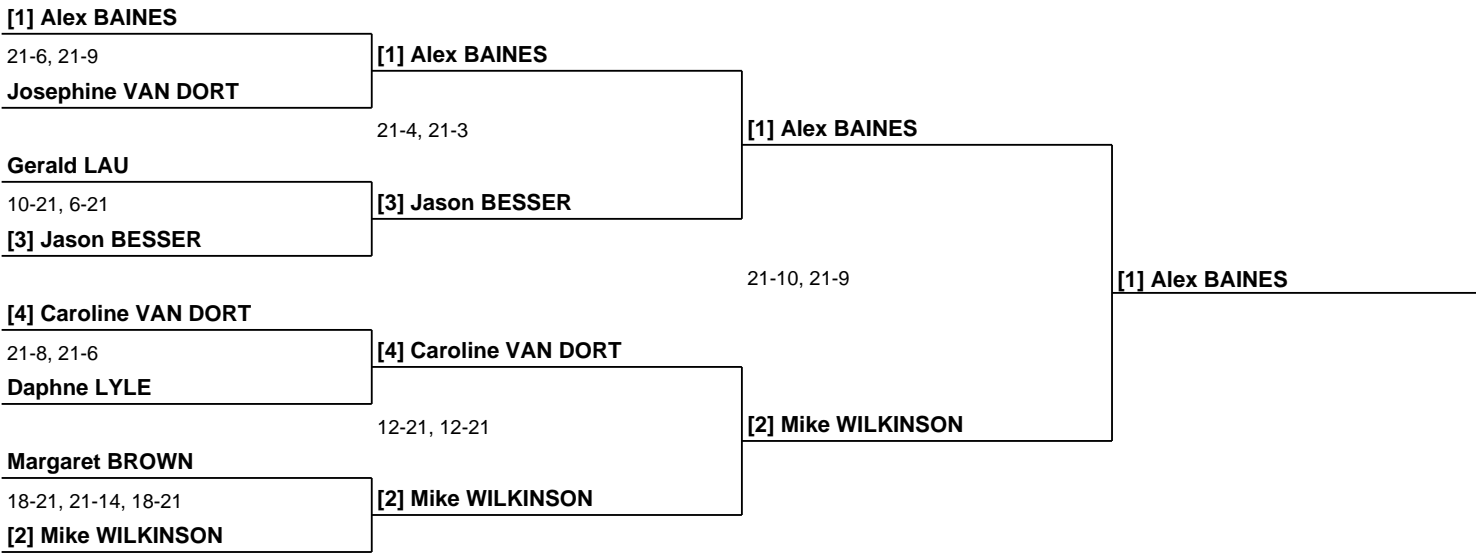 [1] Alex BAINES
21-6, 21-9
[1] Alex BAINES
Josephine VAN DORT
21-4, 21-3
[1] Alex BAINES
Gerald LAU
10-21, 6-21
[3] Jason BESSER
[3] Jason BESSER
21-10, 21-9
[1] Alex BAINES
[4] Caroline VAN DORT
21-8, 21-6
[4] Caroline VAN DORT
Daphne LYLE
12-21, 12-21
[2] Mike WILKINSON
Margaret BROWN
18-21, 21-14, 18-21
[2] Mike WILKINSON
[2] Mike WILKINSON